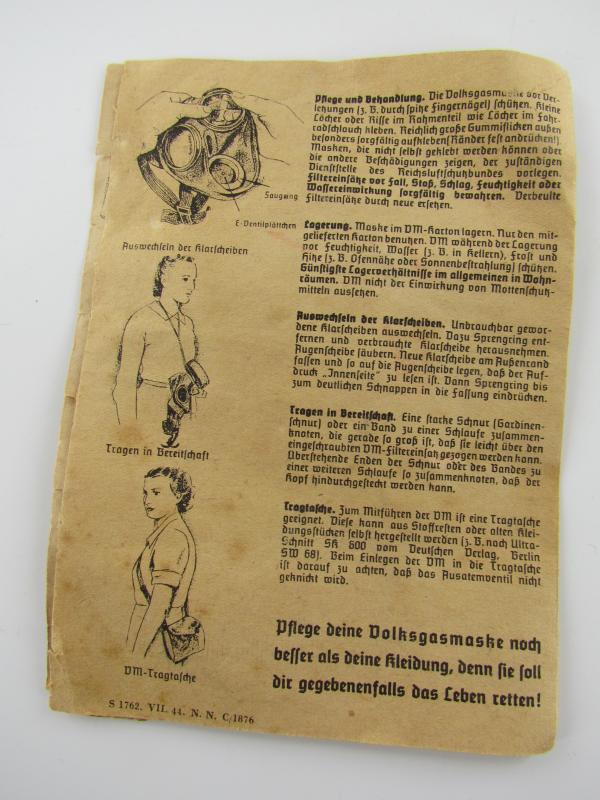 Pflege und Behandlung. Die Volksgasmaske vor Ver-
letzungen (z. B. durch spitze Fingernägel) schützen. Kleine
Löcher oder Risse im Rahmenteil wie Löcher im Fahr-
radschlauch kleben. Reichlich große Gummiflicken außen
besonders sorgfältig aufkleben (Ränder fest andrücken!)
Masken, die nicht selbst geklebt werden können oder
die andere Beschädigungen zeigen, der zuständigen
Dienststelle des Reichsluftschutzbundes vorlegen.
Filtereinsätze vor Fall, Stoß, Schlag, Feuchtigkeit oder
Wassereinwirkung sorgfältig bewahren. Verbeulte
Filtereinsätze durch neue ersetzen.
Saugring
E-Ventilplättchen
Auswechseln der Klarscheiben
Lagerung. Maske im VM-Karton lagern. Nur den mit-
gelieferten Karton benutzen. VM während der Lagerung
vor Feuchtigkeit, Wasser (z. B. in Kellern), Frost und
Hitze (z. B. Ofennähe oder Sonnenbestrahlung) schützen.
Günstigste Lagerverhältnisse im allgemeinen in Wohn-
räumen. VM nicht der Einwirkung von Mottenschutz-
mitteln aussetzen.
Auswechseln der Klarscheiben. Unbrauchbar gewor-
dene Klarscheiben auswechseln. Dazu Sprengring ent-
fernen und verbrauchte Klarscheibe herausnehmen.
Augenscheibe säubern. Neue Klarscheibe am Außenrand
fassen und so auf die Augenscheibe legen, daß der Auf-
druck „Innenseite" zu lesen ist. Dann Sprengring bis
zum deutlichen Schnappen in die Fassung eindrücken.
Tragen in Bereitschaft. Eine starke Schnur (Gardinen-
schnur) oder ein Band zu einer Schlaufe zusammen-
knoten, die gerade so groß ist, daß sie leicht über den
eingeschraubten VM-Filtereinsatz gezogen werden kann.
Überstehende Enden der Schnur oder des Bandes zu
einer weiteren Schlaufe so zusammenknoten, daß der
Kopf hindurchgesteckt werden kann.
Tragen in Bereitschaft
Tragtasche. Zum Mitführen der VM ist eine Tragtasche
geeignet. Diese kann aus Stoffresten oder alten Klei-
dungsstücken selbst hergestellt werden (z. B. nach Ultra-
Schnitt SK 600 vom Deutschen Verlag, Berlin
SW 68). Beim Einlegen der VM in die Tragtasche
ist darauf zu achten, daß das Ausatemventil nicht
geknickt wird.
VM-Tragtasche
Pflege deine Volksgasmaske noch
besser als deine Kleidung, denn sie soll
dir gegebenenfalls das Leben retten!
S 1762. VII. 44. N. N. C/1876